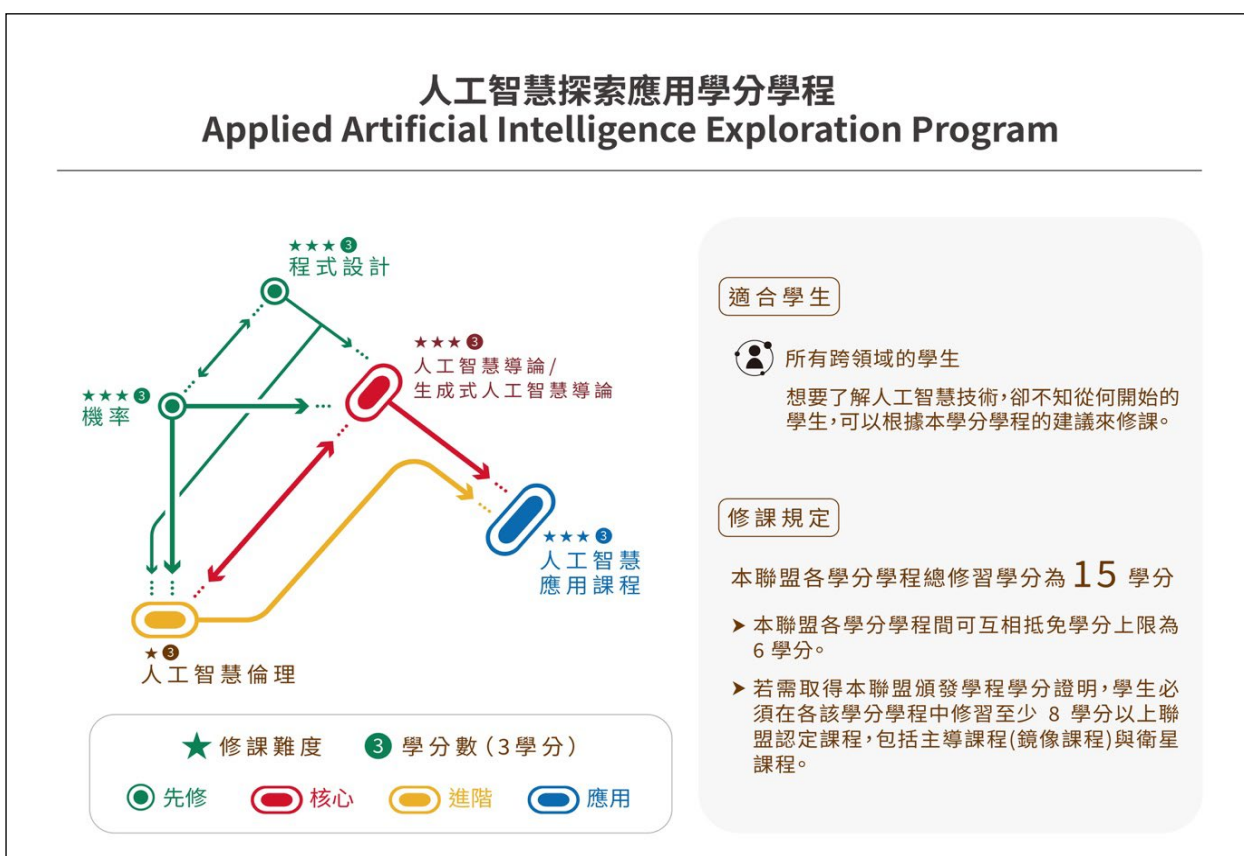 人工智慧探索應用學分學程
Applied Artificial Intelligence Exploration Program
★★★❸
程式設計
★★★❸
人工智慧導論/
生成式人工智慧導論
★★★❸
機率
★★★❸
人工智慧
應用課程
★❸
人工智慧倫理
★修課難度 ❸學分數(3學分)
先修 核心 進階 應用
適合學生
所有跨領域的學生
想要了解人工智慧技術,卻不知從何開始的
學生,可以根據本學分學程的建議來修課。
修課規定
本聯盟各學分學程總修習學分為 15 學分
➤ 本聯盟各學分學程間可互相抵免學分上限為
6 學分。
➤ 若需取得本聯盟頒發學程學分證明,學生必
須在各該學分學程中修習至少 8 學分以上聯
盟認定課程,包括主導課程(鏡像課程)與衛星
課程。